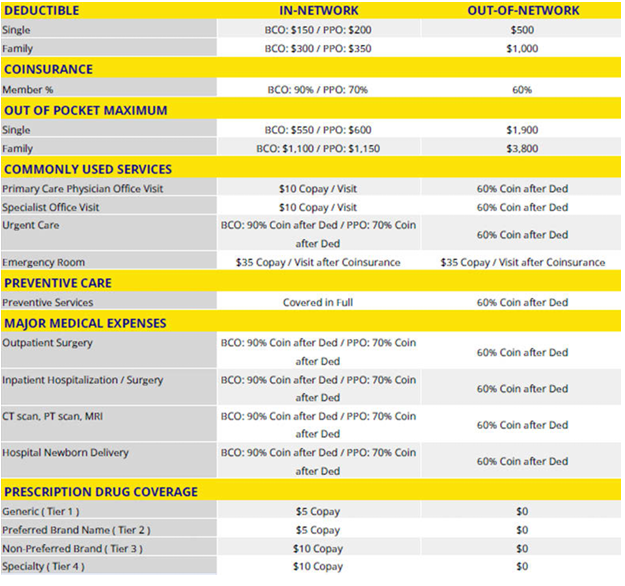 DEDUCTIBLE IN-NETWORK OUT-OF-NETWORK
Single BCO: $150 / PPO: $200 $500
Family BCO: $300 / PPO: $350 $1,000
COINSURANCE
Member % BCO: 90% / PPO: 70% 60%
OUT OF POCKET MAXIMUM
Single BCO: $550 / PPO: $600 $1,900
Family BCO: $1,100 / PPO: $1,150 $3,800
COMMONLY USED SERVICES
Primary Care Physician Office Visit $10 Copay / Visit 60% Coin after Ded
Specialist Office Visit $10 Copay / Visit 60% Coin after Ded
Urgent Care BCO: 90% Coin after Ded / PPO: 70% Coin
after Ded 60% Coin after Ded
Emergency Room $35 Copay / Visit after Coinsurance $35 Copay / Visit after Coinsurance
PREVENTIVE CARE
Preventive Services Covered in Full 60% Coin after Ded
MAJOR MEDICAL EXPENSES
Outpatient Surgery BCO: 90% Coin after Ded / PPO: 70% Coin
after Ded 60% Coin after Ded
Inpatient Hospitalization / Surgery BCO: 90% Coin after Ded / PPO: 70% Coin
after Ded 60% Coin after Ded
CT scan, PT scan, MRI BCO: 90% Coin after Ded / PPO: 70% Coin
after Ded 60% Coin after Ded
Hospital Newborn Delivery BCO: 90% Coin after Ded / PPO: 70% Coin
after Ded 60% Coin after Ded
PRESCRIPTION DRUG COVERAGE
Generic ( Tier 1 ) $5 Copay $0
Preferred Brand Name ( Tier 2 ) $5 Copay $0
Non-Preferred Brand ( Tier 3 ) $10 Copay $0
Specialty ( Tier 4 ) $10 Copay $0